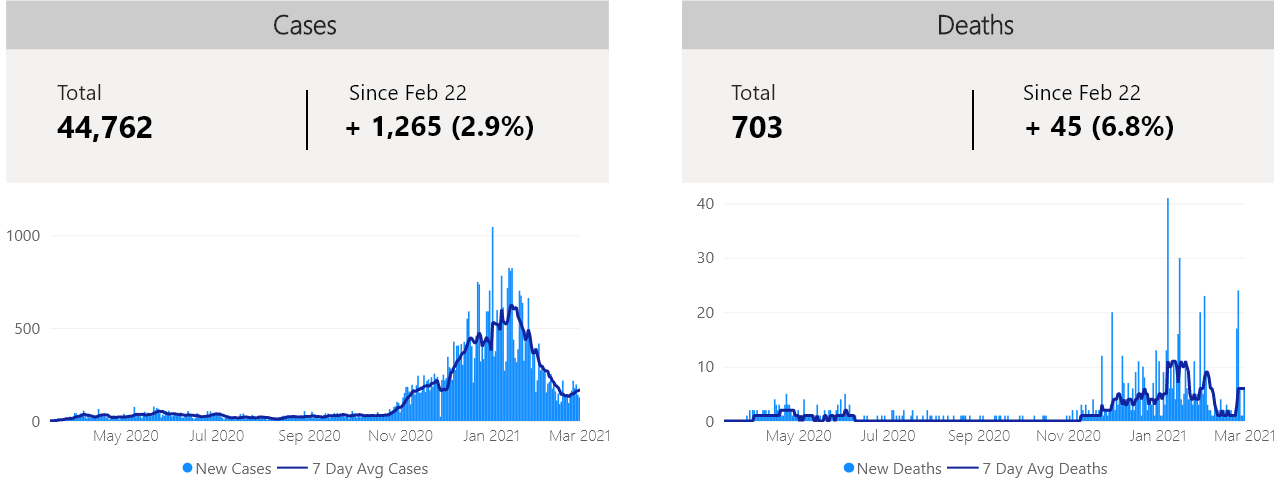 Cases
Total
44,762
Since Feb 22
+ 1,265 (2.9%)
1000
500
0
May 2020 Jul 2020 Sep 2020 Nov 2020 Jan 2021 Mar 2021
New Cases 7 Day Avg Cases
Deaths
Total
703
Since Feb 22
+ 45 (6.8%)
40
30
20
10
0
May 2020 Jul 2020 Sep 2020 Nov 2020 Jan 2021 Mar 2021
New Deaths 7 Day Avg Deaths